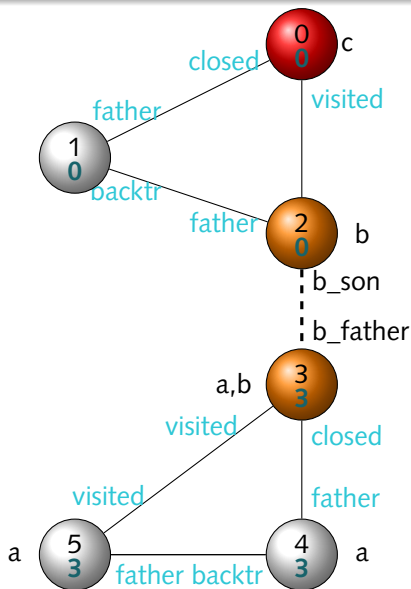 0
0
c
closed
visited
father
1
0
backtr
father
2
0
b
b_son
b_father
3
3
a,b
visited
closed
visited
father
a
5
3
4
3
a
father backtr